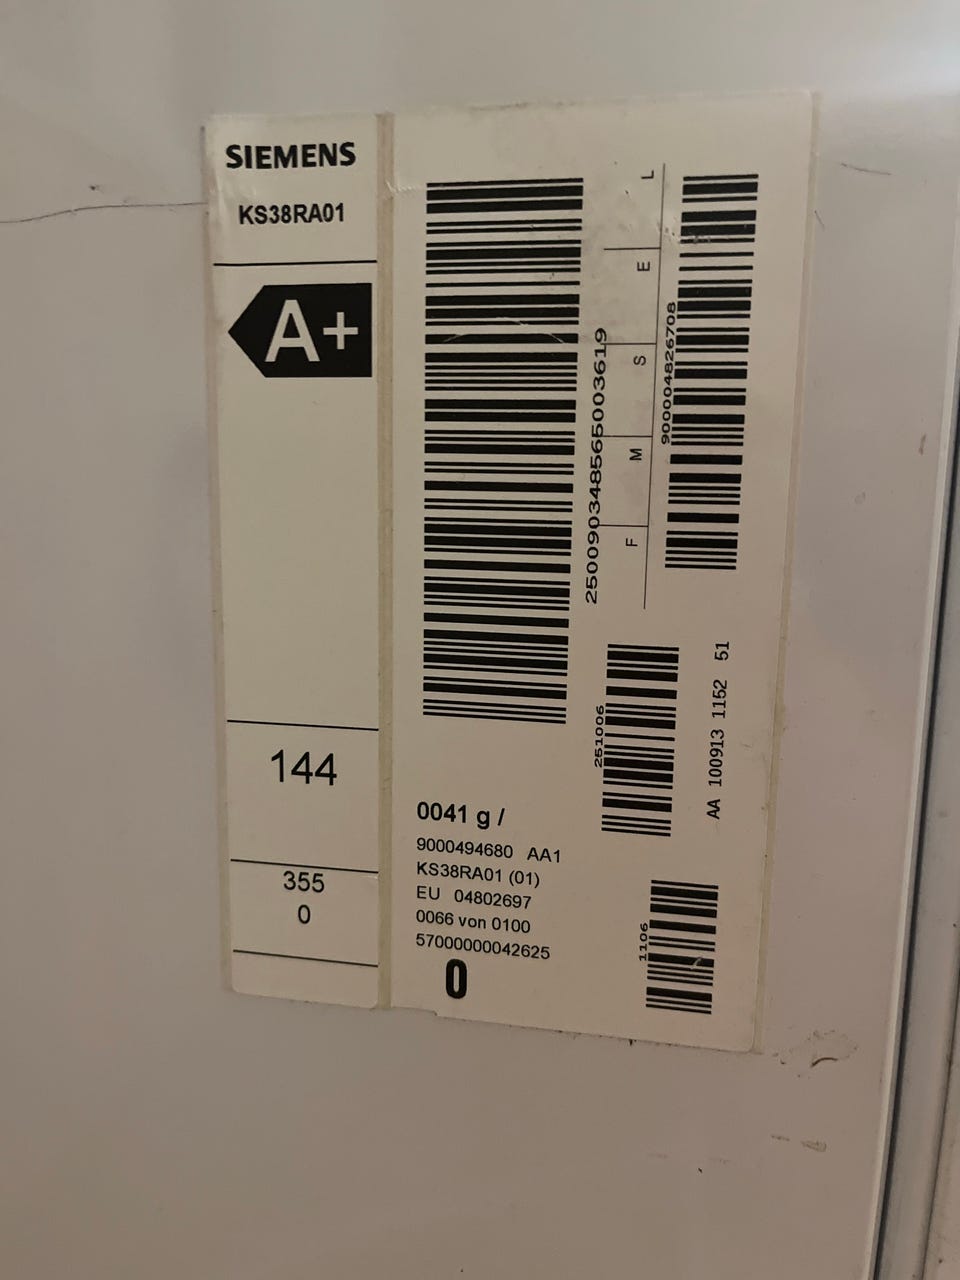 SIEMENS
KS38RA01
A+
144
355
0
250090348565003619
L
E
S
M
F
9000004826708
251006
AA 100913 1152 51
1106
0041 g /
9000494680 AA1
KS38RA01 (01)
EU 04802697
0066 von 0100
57000000042625
0